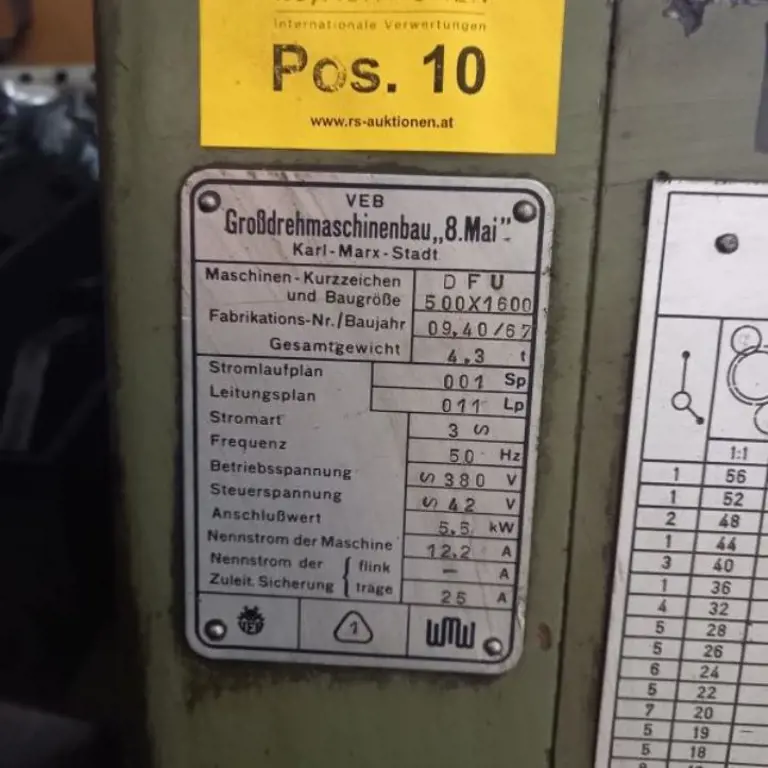 Internationale Verwertungen
Pos. 10
www.rs-auktionen.at
VEB
Großdrehmaschinenbau „8.Mai”
Karl-Marx-Stadt
Maschinen-Kurzzeichen DFU
und Baugröße 500X1600
Fabrikations-Nr./Baujahr 09,40/67
Gesamtgewicht 4,3 t
Stromlaufplan 001 Sp
Leitungsplan 011 Lp
Stromart 3 ∾
Frequenz 50 Hz
Betriebsspannung ∾ 380 V
Steuerspannung ∾ 42 V
Anschlußwert 5,5 kW
Nennstrom der Maschine 12,2 A
Nennstrom der { flink – A
Zuleit. Sicherung { träge 25 A
1
WMW
1:1
1 56
1 52
2 48
1 44
3 40
1 36
4 32
5 28
5 26
6 24
5 22
7 20
5 19
5 18